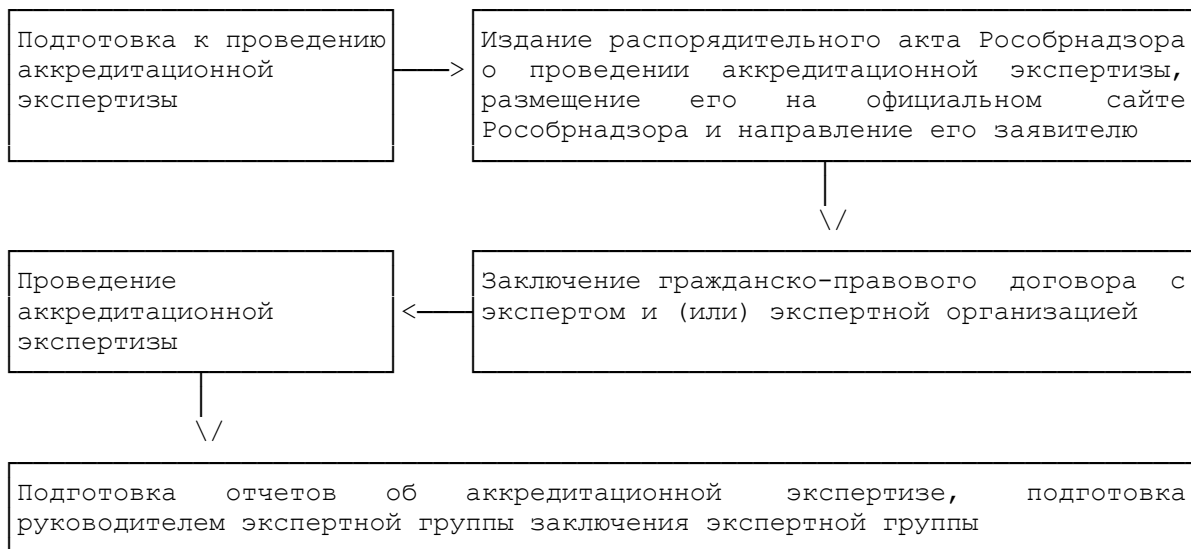 Подготовка к проведению
аккредитационной
экспертизы
Издание распорядительного акта Рособрнадзора
о проведении аккредитационной экспертизы,
размещение его на официальном сайте
Рособрнадзора и направление его заявителю
Заключение гражданско-правового договора с
экспертом и (или) экспертной организацией
Проведение
аккредитационной
экспертизы
Подготовка отчетов об аккредитационной экспертизе, подготовка
руководителем экспертной группы заключения экспертной группы